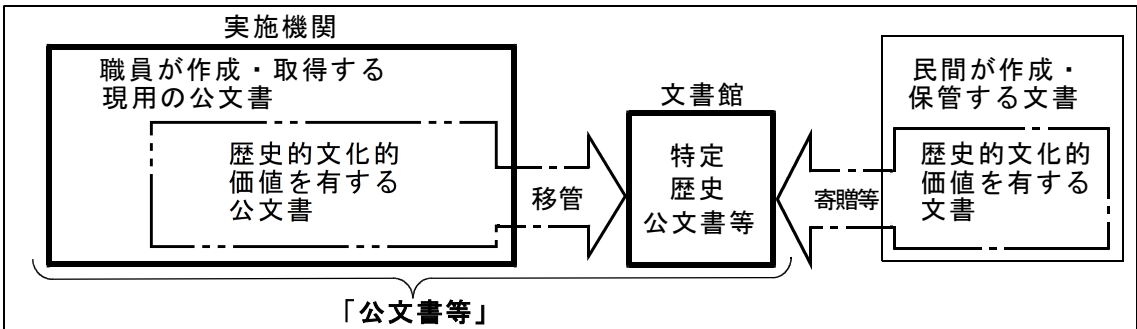 実施機関
職員が作成・取得する
現用の公文書
歴史的文化的
価値を有する
公文書
移管
文書館
特定
歴史
公文書等
寄贈等
民間が作成・
保管する文書
歴史的文化的
価値を有する
文書
「公文書等」